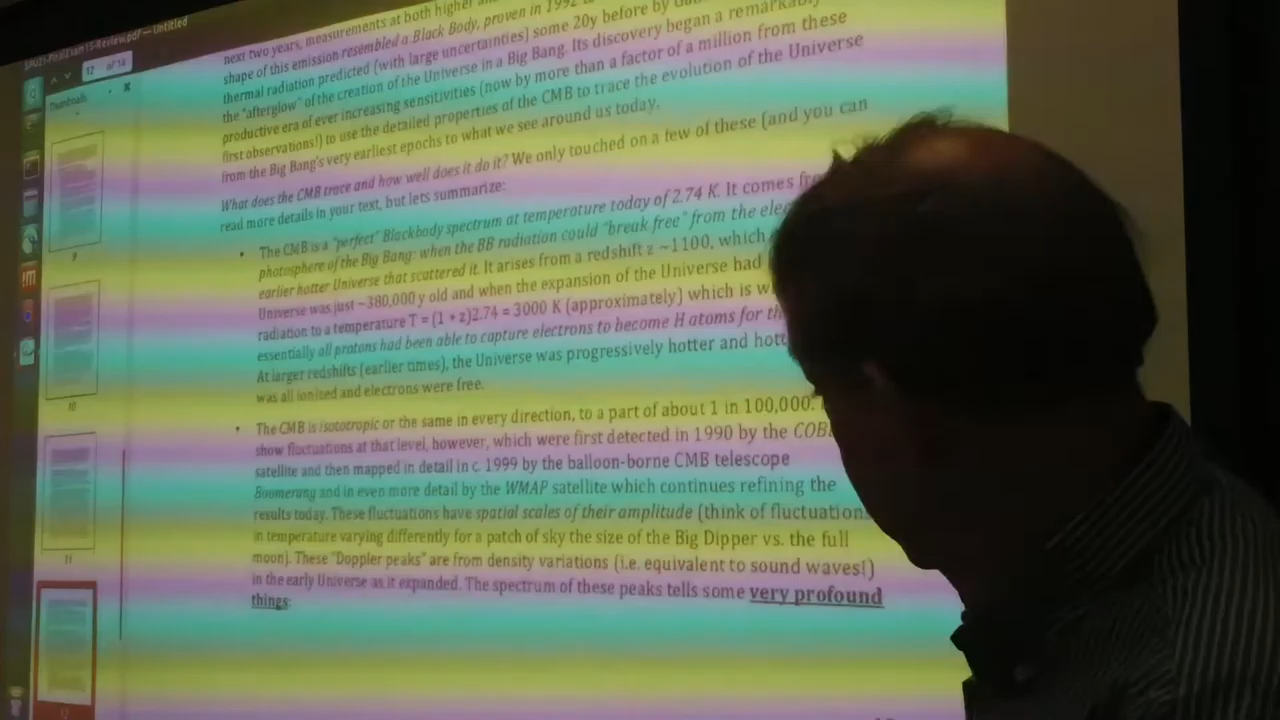 SPU21-FinalExam15-Review.pdf — Untitled
12 of 14
Thumbnails
9
10
11
12
next two years, measurements at both higher
shape of this emission resembled a Black Body, proven in 1992
thermal radiation predicted (with large uncertainties) some 20y before by
the "afterglow" of the creation of the Universe in a Big Bang. Its discovery began a remarkably
productive era of ever increasing sensitivities (now by more than a factor of a million from these
first observations!) to use the detailed properties of the CMB to trace the evolution of the Universe
from the Big Bang's very earliest epochs to what we see around us today.
What does the CMB trace and how well does it do it? We only touched on a few of these (and you can
read more details in your text, but lets summarize:
• The CMB is a "perfect" Blackbody spectrum at temperature today of 2.74 K. It comes
photosphere of the Big Bang: when the BB radiation could "break free" from the
earlier hotter Universe that scattered it. It arises from a redshift z ~1100, which
Universe was just ~380,000 y old and when the expansion of the Universe had
radiation to a temperature T = (1 + z)2.74 = 3000 K (approximately) which is
essentially all protons had been able to capture electrons to become H atoms for
At larger redshifts (earlier times), the Universe was progressively hotter and
was all ionized and electrons were free.
• The CMB is isototropic or the same in every direction, to a part of about 1 in 100,000.
show fluctuations at that level, however, which were first detected in 1990 by the COBE
satellite and then mapped in detail in c. 1999 by the balloon-borne CMB telescope
Boomerang and in even more detail by the WMAP satellite which continues refining the
results today. These fluctuations have spatial scales of their amplitude (think of fluctuation
in temperature varying differently for a patch of sky the size of the Big Dipper vs. the full
moon). These "Doppler peaks" are from density variations (i.e. equivalent to sound waves!)
in the early Universe as it expanded. The spectrum of these peaks tells some very profound
things: